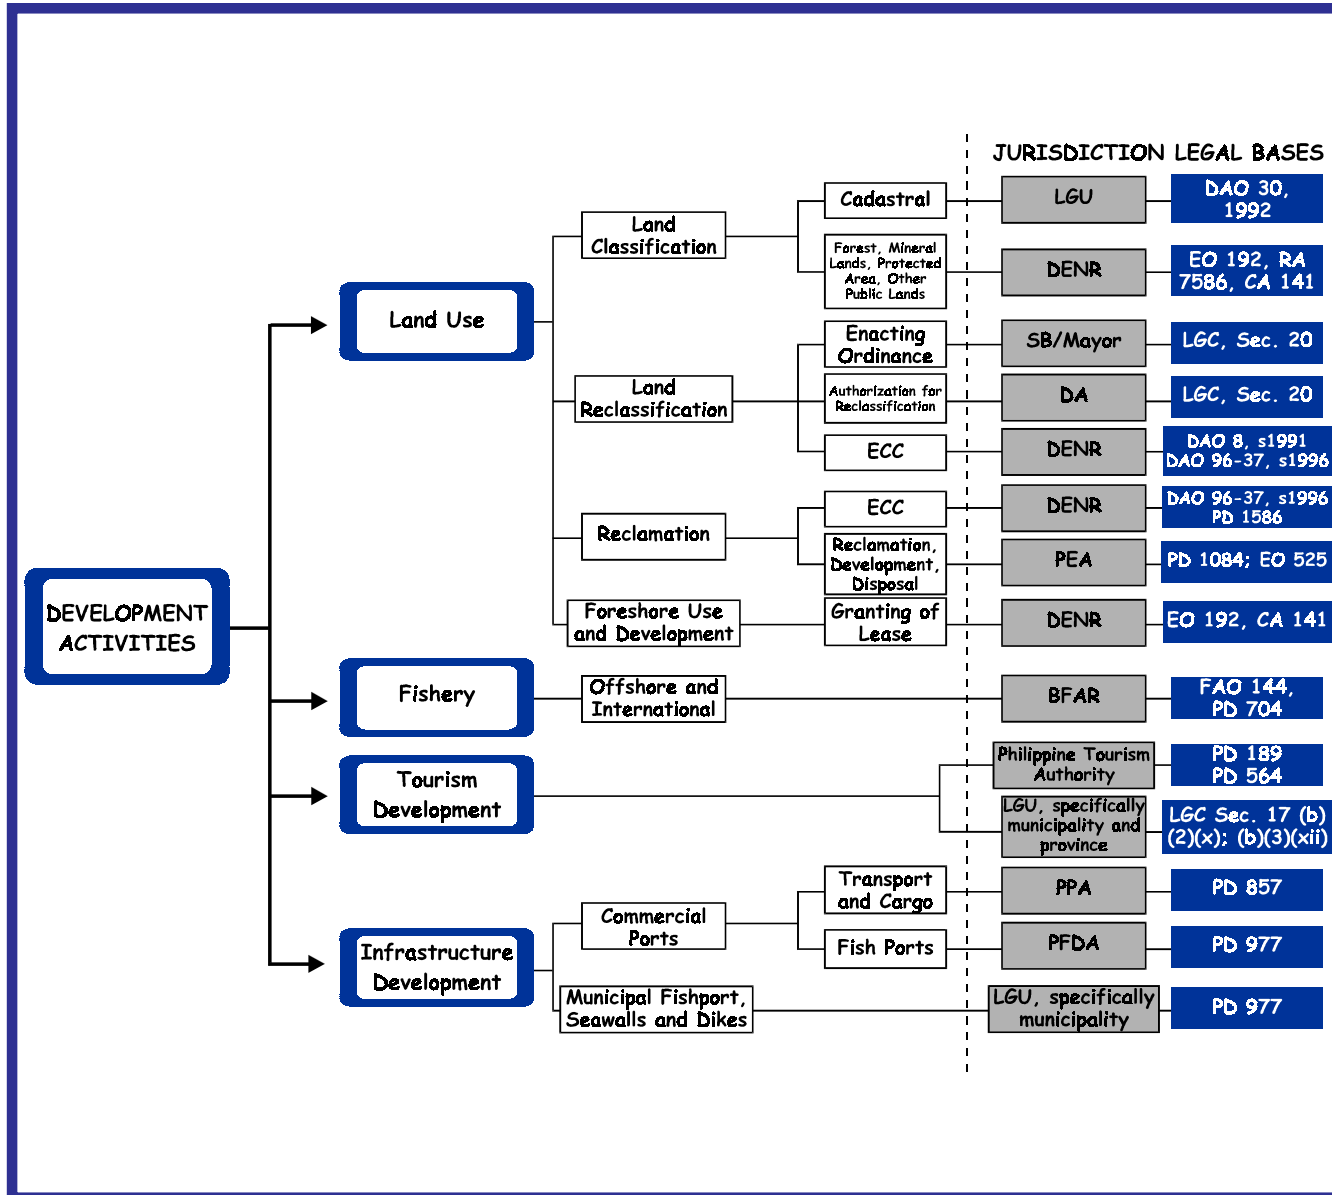 JURISDICTION LEGAL BASES
Cadastral
LGU
DAO 30,
1992
Land
Classification
Forest, Mineral
Lands, Protected
Area, Other
Public Lands
DENR
EO 192, RA
7586, CA 141
Land Use
Enacting
Ordinance
SB/Mayor
LGC, Sec. 20
Land
Reclassification
Authorization for
Reclassification
DA
LGC, Sec. 20
ECC
DENR
DAO 8, s1991
DAO 96-37, s1996
Reclamation
ECC
DENR
DAO 96-37, s1996
PD 1586
Reclamation,
Development,
Disposal
PEA
PD 1084; EO 525
DEVELOPMENT
ACTIVITIES
Foreshore Use
and Development
Granting of
Lease
DENR
EO 192, CA 141
Fishery
Offshore and
International
BFAR
FAO 144,
PD 704
Tourism
Development
Philippine Tourism
Authority
PD 189
PD 564
LGU, specifically
municipality and
province
LGC Sec. 17 (b)
(2)(x); (b)(3)(xii)
Infrastructure
Development
Commercial
Ports
Transport
and Cargo
PPA
PD 857
Fish Ports
PFDA
PD 977
Municipal Fishport,
Seawalls and Dikes
LGU, specifically
municipality
PD 977